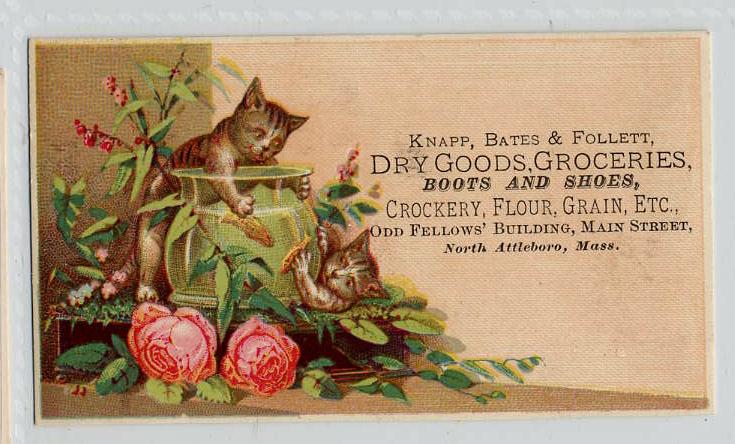 Knapp, Bates & Follett,
Dry Goods, Groceries,
BOOTS AND SHOES,
Crockery, Flour, Grain, Etc.,
Odd Fellows' Building, Main Street,
North Attleboro, Mass.